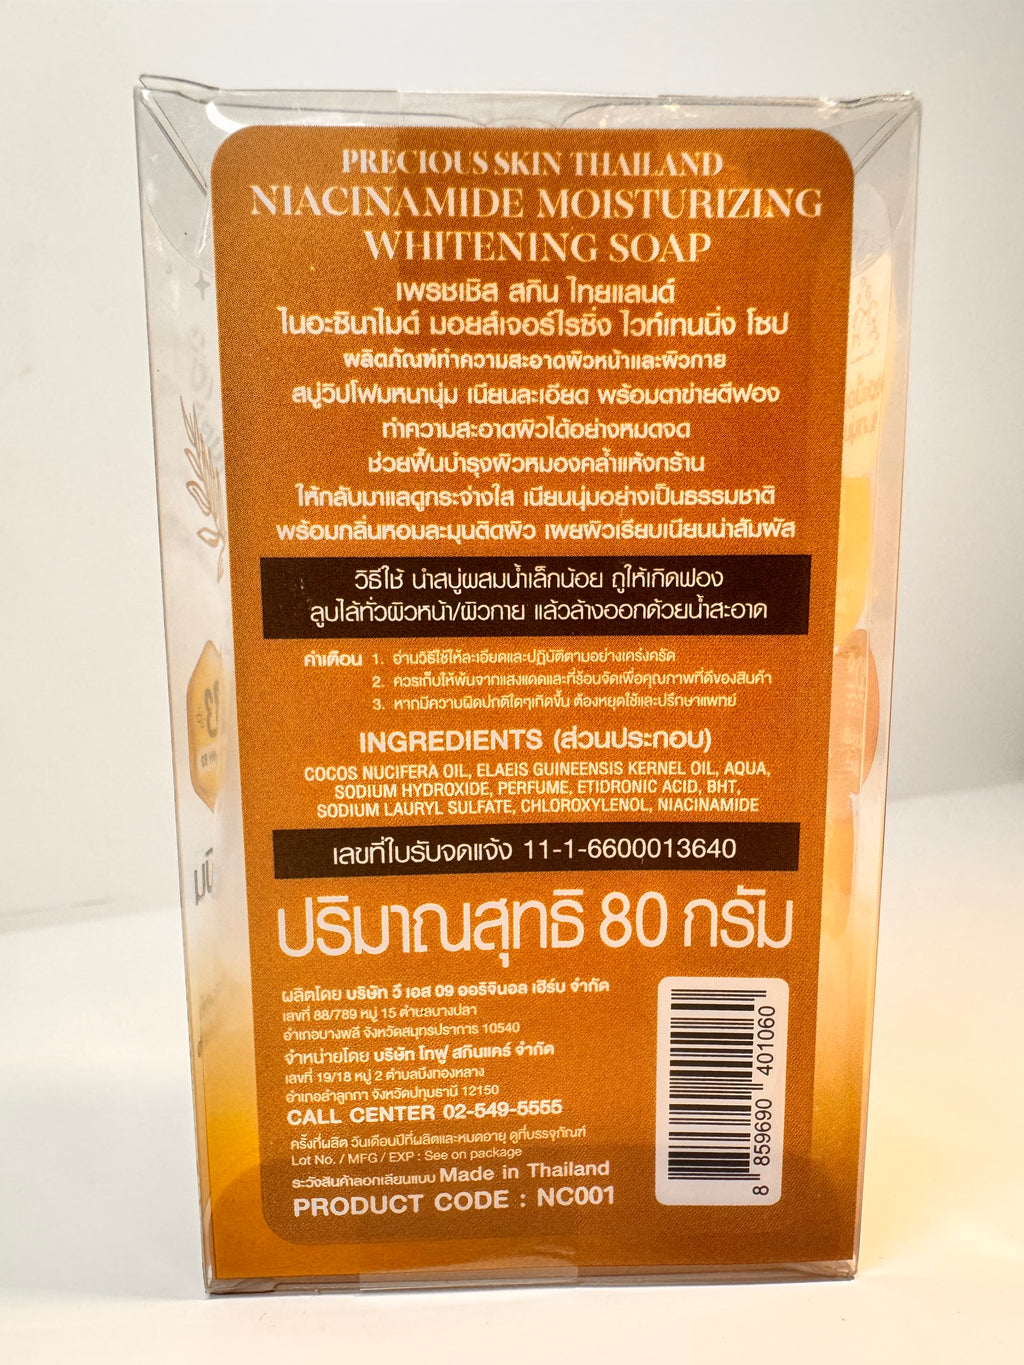 PRECIOUS SKIN THAILAND
NIACINAMIDE MOISTURIZING
WHITENING SOAP
เพรชเชิส สกิน ไทยแลนด์
ไนอะซินาไมด์ มอยส์เจอร์ไรซิ่ง ไวท์เทนนิ่ง โซป
ผลิตภัณฑ์ทำความสะอาดผิวหน้าและผิวกาย
สบู่วิปโฟมหนานุ่ม เนียนละเอียด พร้อมตาข่ายตีฟอง
ทำความสะอาดผิวได้อย่างหมดจด
ช่วยฟื้นบำรุงผิวหมองคล้ำแห้งกร้าน
ให้กลับมาแลดูกระจ่างใส เนียนนุ่มอย่างเป็นธรรมชาติ
พร้อมกลิ่นหอมละมุนติดผิว เผยผิวเรียบเนียนน่าสัมผัส
วิธีใช้ นำสบู่ผสมน้ำเล็กน้อย ถูให้เกิดฟอง
ลูบไล้ทั่วผิวหน้า/ผิวกาย แล้วล้างออกด้วยน้ำสะอาด
คำเตือน 1. อ่านวิธีใช้ให้ละเอียดและปฏิบัติตามอย่างเคร่งครัด
2. ควรเก็บให้พ้นจากแสงแดดและที่ร้อนจัดเพื่อคุณภาพที่ดีของสินค้า
3. หากมีความผิดปกติใดๆเกิดขึ้น ต้องหยุดใช้และปรึกษาแพทย์
INGREDIENTS (ส่วนประกอบ)
COCOS NUCIFERA OIL, ELAEIS GUINEENSIS KERNEL OIL, AQUA,
SODIUM HYDROXIDE, PERFUME, ETIDRONIC ACID, BHT,
SODIUM LAURYL SULFATE, CHLOROXYLENOL, NIACINAMIDE
เลขที่ใบรับจดแจ้ง 11-1-6600013640
ปริมาณสุทธิ 80 กรัม
ผลิตโดย บริษัท วี เอส 09 ออริจินอล เฮิร์บ จำกัด
เลขที่ 88/789 หมู่ 15 ตำบลบางปลา
อำเภอบางพลี จังหวัดสมุทรปราการ 10540
จำหน่ายโดย บริษัท โทฟู สกินแคร์ จำกัด
เลขที่ 19/18 หมู่ 2 ตำบลบึงทองหลาง
อำเภอลำลูกกา จังหวัดปทุมธานี 12150
CALL CENTER 02-549-5555
ครั้งที่ผลิต วันเดือนปีที่ผลิตและหมดอายุ ดูที่บรรจุภัณฑ์
Lot No. / MFG / EXP : See on package
ระวังสินค้าลอกเลียนแบบ Made in Thailand
PRODUCT CODE : NC001
8 859690 401060